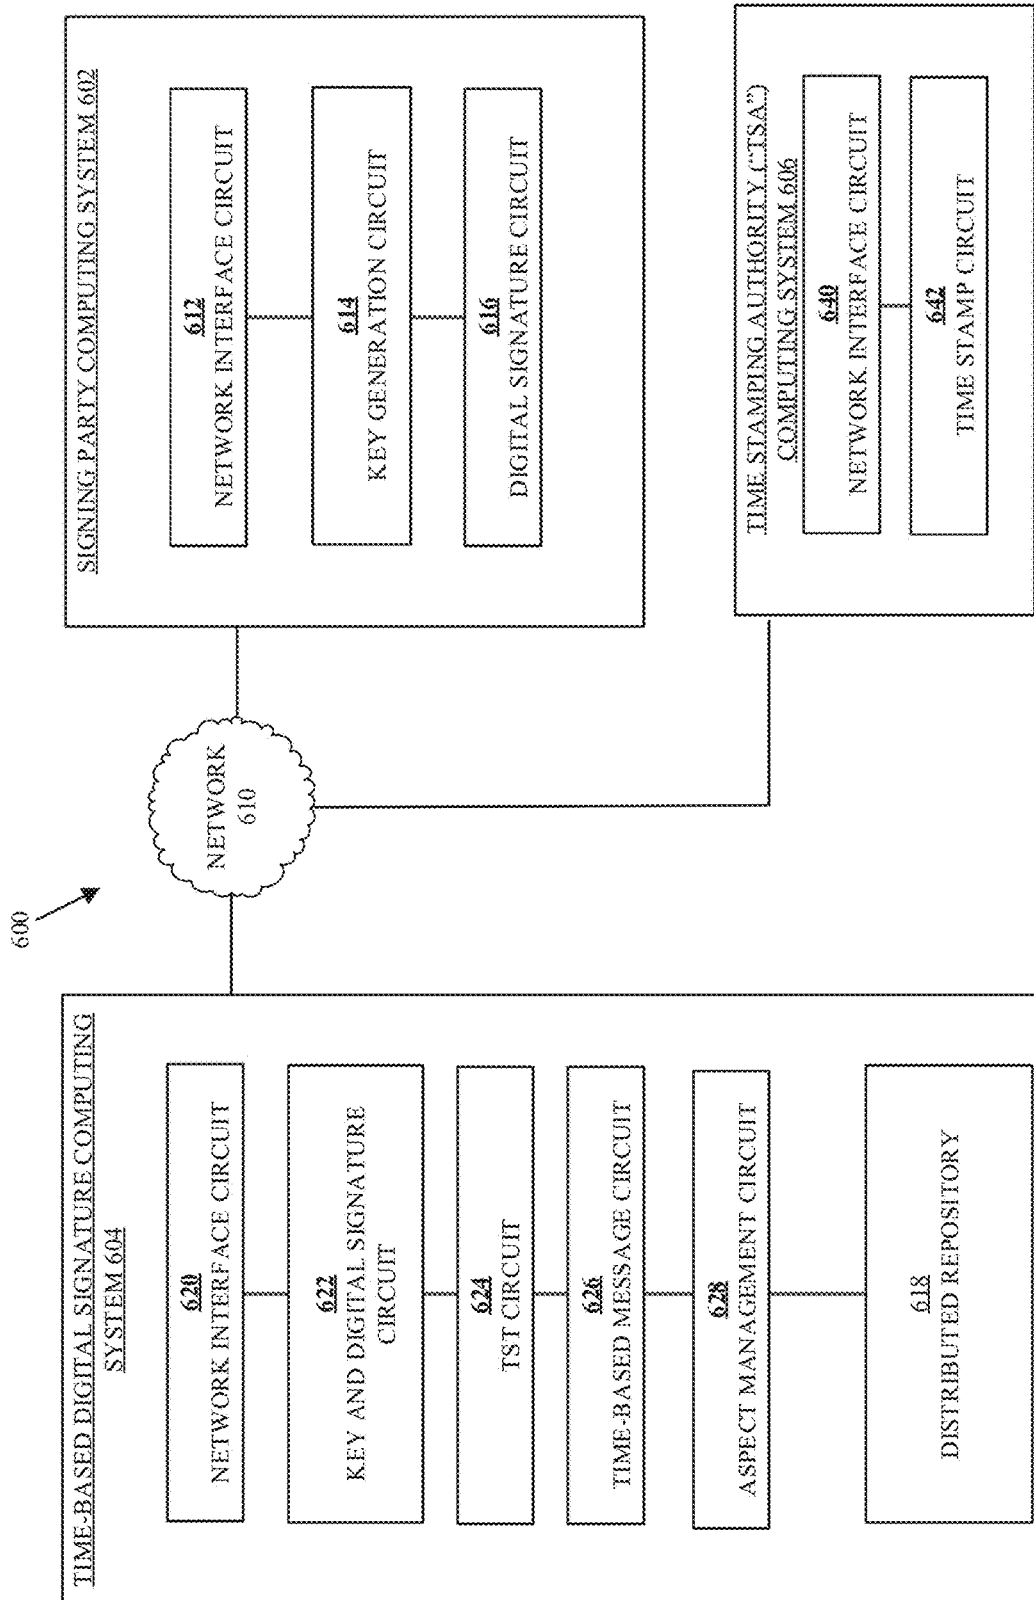 600
TIME-BASED DIGITAL SIGNATURE COMPUTING
SYSTEM 604
620
NETWORK INTERFACE CIRCUIT
622
KEY AND DIGITAL SIGNATURE
CIRCUIT
624
TST CIRCUIT
626
TIME-BASED MESSAGE CIRCUIT
628
ASPECT MANAGEMENT CIRCUIT
618
DISTRIBUTED REPOSITORY
NETWORK
610
SIGNING PARTY COMPUTING SYSTEM 602
612
NETWORK INTERFACE CIRCUIT
614
KEY GENERATION CIRCUIT
616
DIGITAL SIGNATURE CIRCUIT
TIME STAMPING AUTHORITY ("TSA")
COMPUTING SYSTEM 606
640
NETWORK INTERFACE CIRCUIT
642
TIME STAMP CIRCUIT